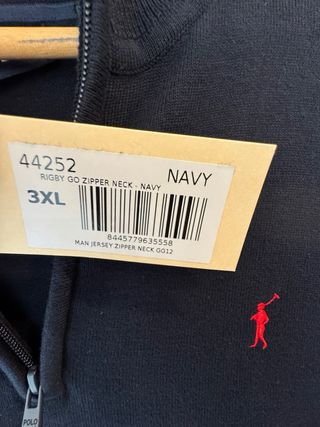 44252
NAVY
RIGBY GO ZIPPER NECK - NAVY
3XL
8445779635558
MAN JERSEY ZIPPER NECK GG12
POLO